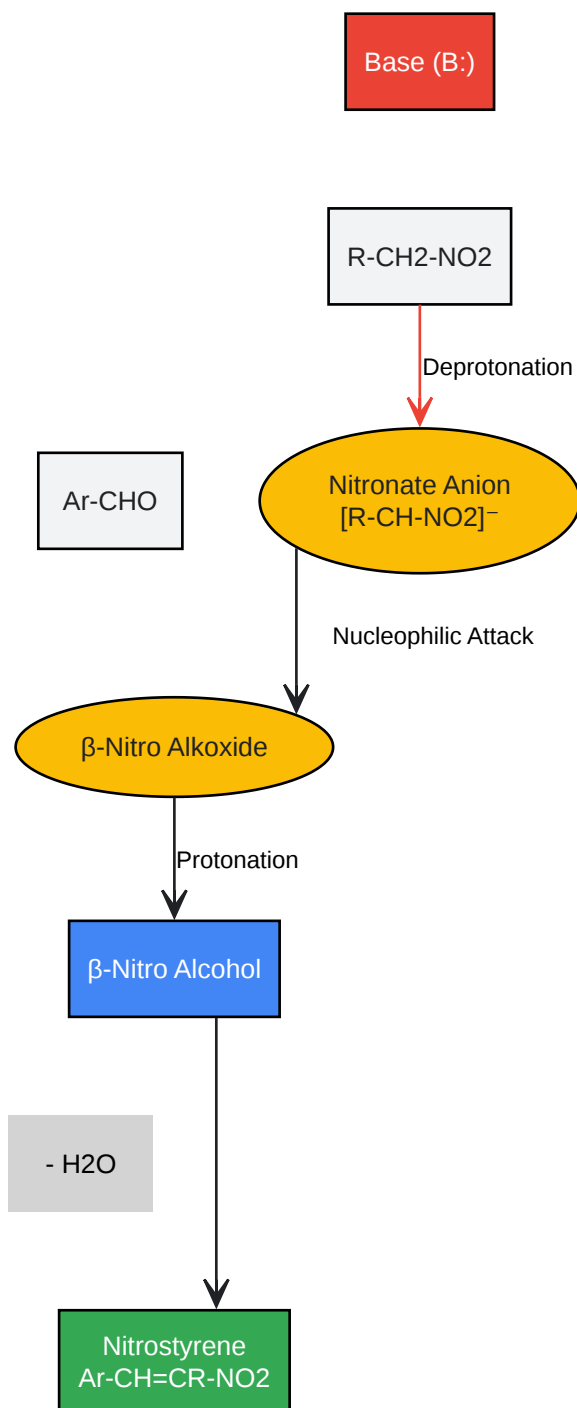 Base (B:)
R-CH2-NO2
Deprotonation
Ar-CHO
Nitronate Anion
[R-CH-NO2]⁻
Nucleophilic Attack
β-Nitro Alkoxide
Protonation
β-Nitro Alcohol
- H2O
Nitrostyrene
Ar-CH=CR-NO2